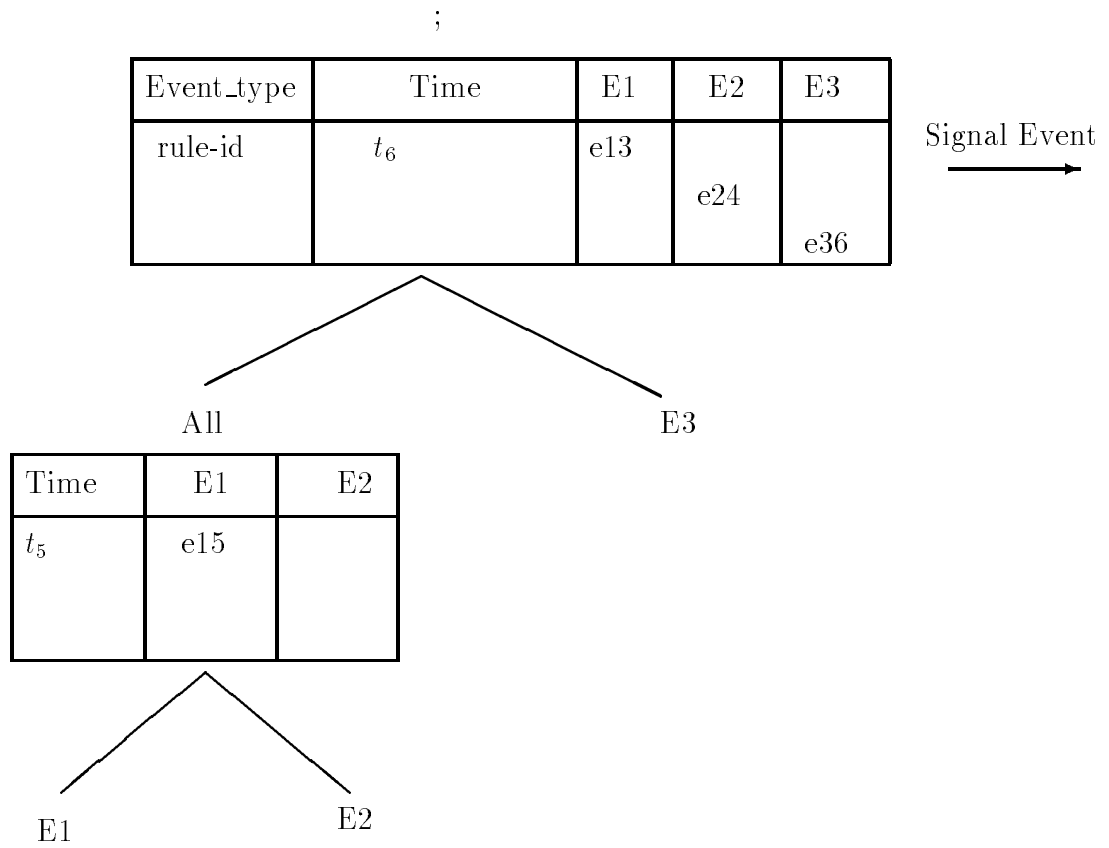 ;
Event_type Time E1 E2 E3
rule-id t₆ e13
Signal Event
e24
e36
All E3
Time E1 E2
t₅ e15
E1 E2